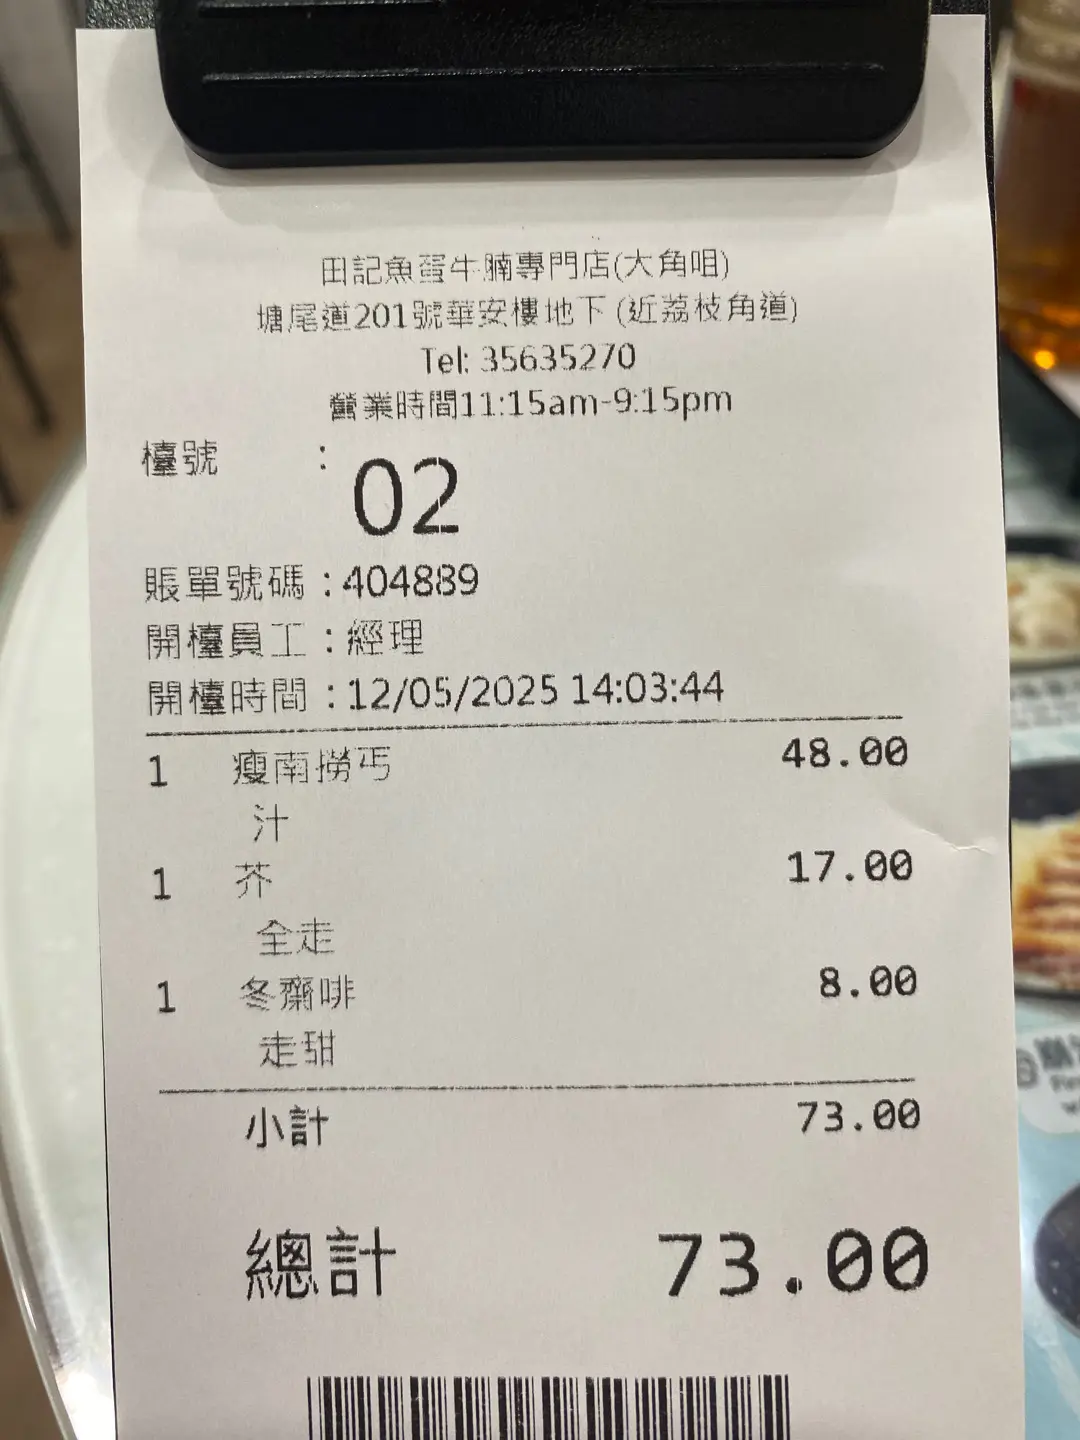 田記魚蛋牛腩專門店(大角咀)
塘尾道201號華安樓地下 (近荔枝角道)
Tel: 35635270
營業時間11:15am-9:15pm
檯號 : 02
賬單號碼 : 404889
開檯員工 : 經理
開檯時間 : 12/05/2025 14:03:44
1 瘦南撈丐 48.00
汁
1 芥 17.00
全走
1 冬齋啡 8.00
走甜
小計 73.00
總計 73.00